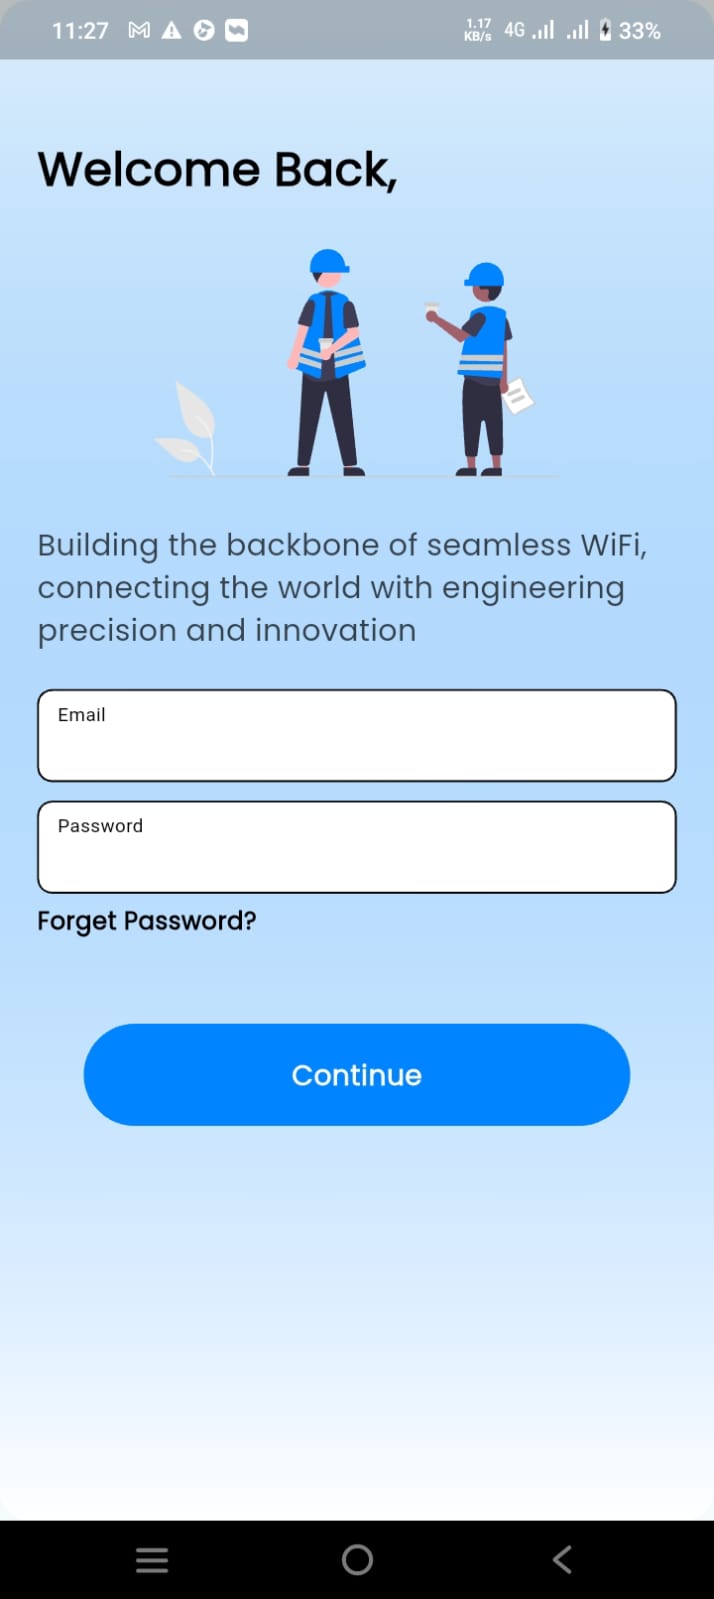 11:27 1.17 KB/s 4G 33%
Welcome Back,
Building the backbone of seamless WiFi,
connecting the world with engineering
precision and innovation
Email
Password
Forget Password?
Continue